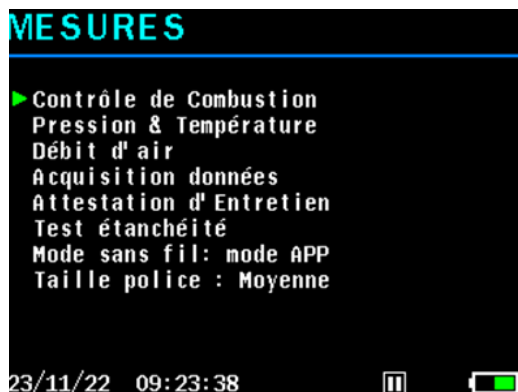 MESURES
Contrôle de Combustion
Pression & Température
Débit d'air
Acquisition données
Attestation d'Entretien
Test étanchéité
Mode sans fil: mode APP
Taille police : Moyenne
23/11/22 09:23:38